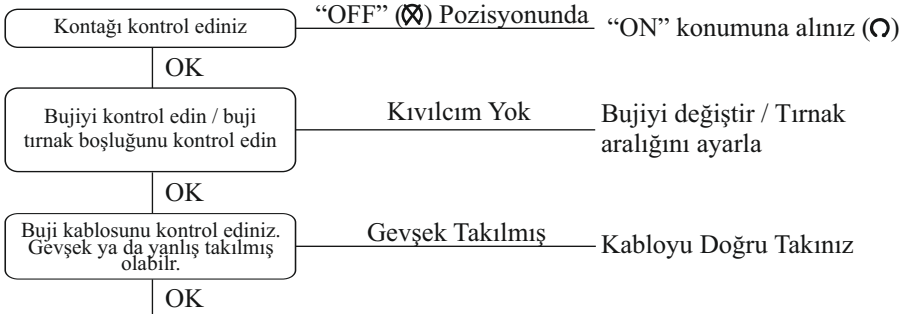 Kontağı kontrol ediniz
“OFF” (⨂) Pozisyonunda
“ON” konumuna alınız (∩)
OK
Bujiyi kontrol edin / buji
tırnak boşluğunu kontrol edin
Kıvılcım Yok
Bujiyi değiştir / Tırnak
aralığını ayarla
OK
Buji kablosunu kontrol ediniz.
Gevşek ya da yanlış takılmış
olabilr.
Gevşek Takılmış
Kabloyu Doğru Takınız
OK